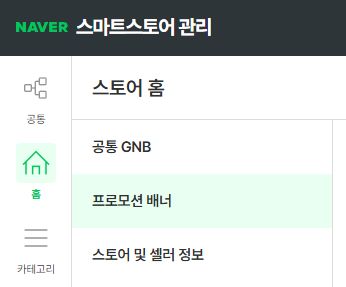 NAVER 스마트스토어 관리
스토어 홈
공통
공통 GNB
홈
프로모션 배너
스토어 및 셀러 정보
카테고리